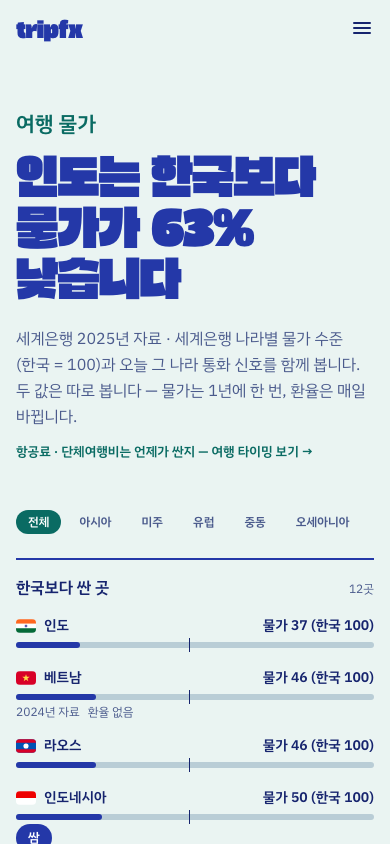 tripfx
여행 물가
인도는 한국보다
물가가 63%
낮습니다
세계은행 2025년 자료 · 세계은행 나라별 물가 수준
(한국 = 100)과 오늘 그 나라 통화 신호를 함께 봅니다.
두 값은 따로 봅니다 — 물가는 1년에 한 번, 환율은 매일
바뀝니다.
항공료 · 단체여행비는 언제가 싼지 — 여행 타이밍 보기 →
전체 아시아 미주 유럽 중동 오세아니아
한국보다 싼 곳 12곳
인도 물가 37 (한국 100)
베트남 물가 46 (한국 100)
2024년 자료 환율 없음
라오스 물가 46 (한국 100)
인도네시아 물가 50 (한국 100)
쌈